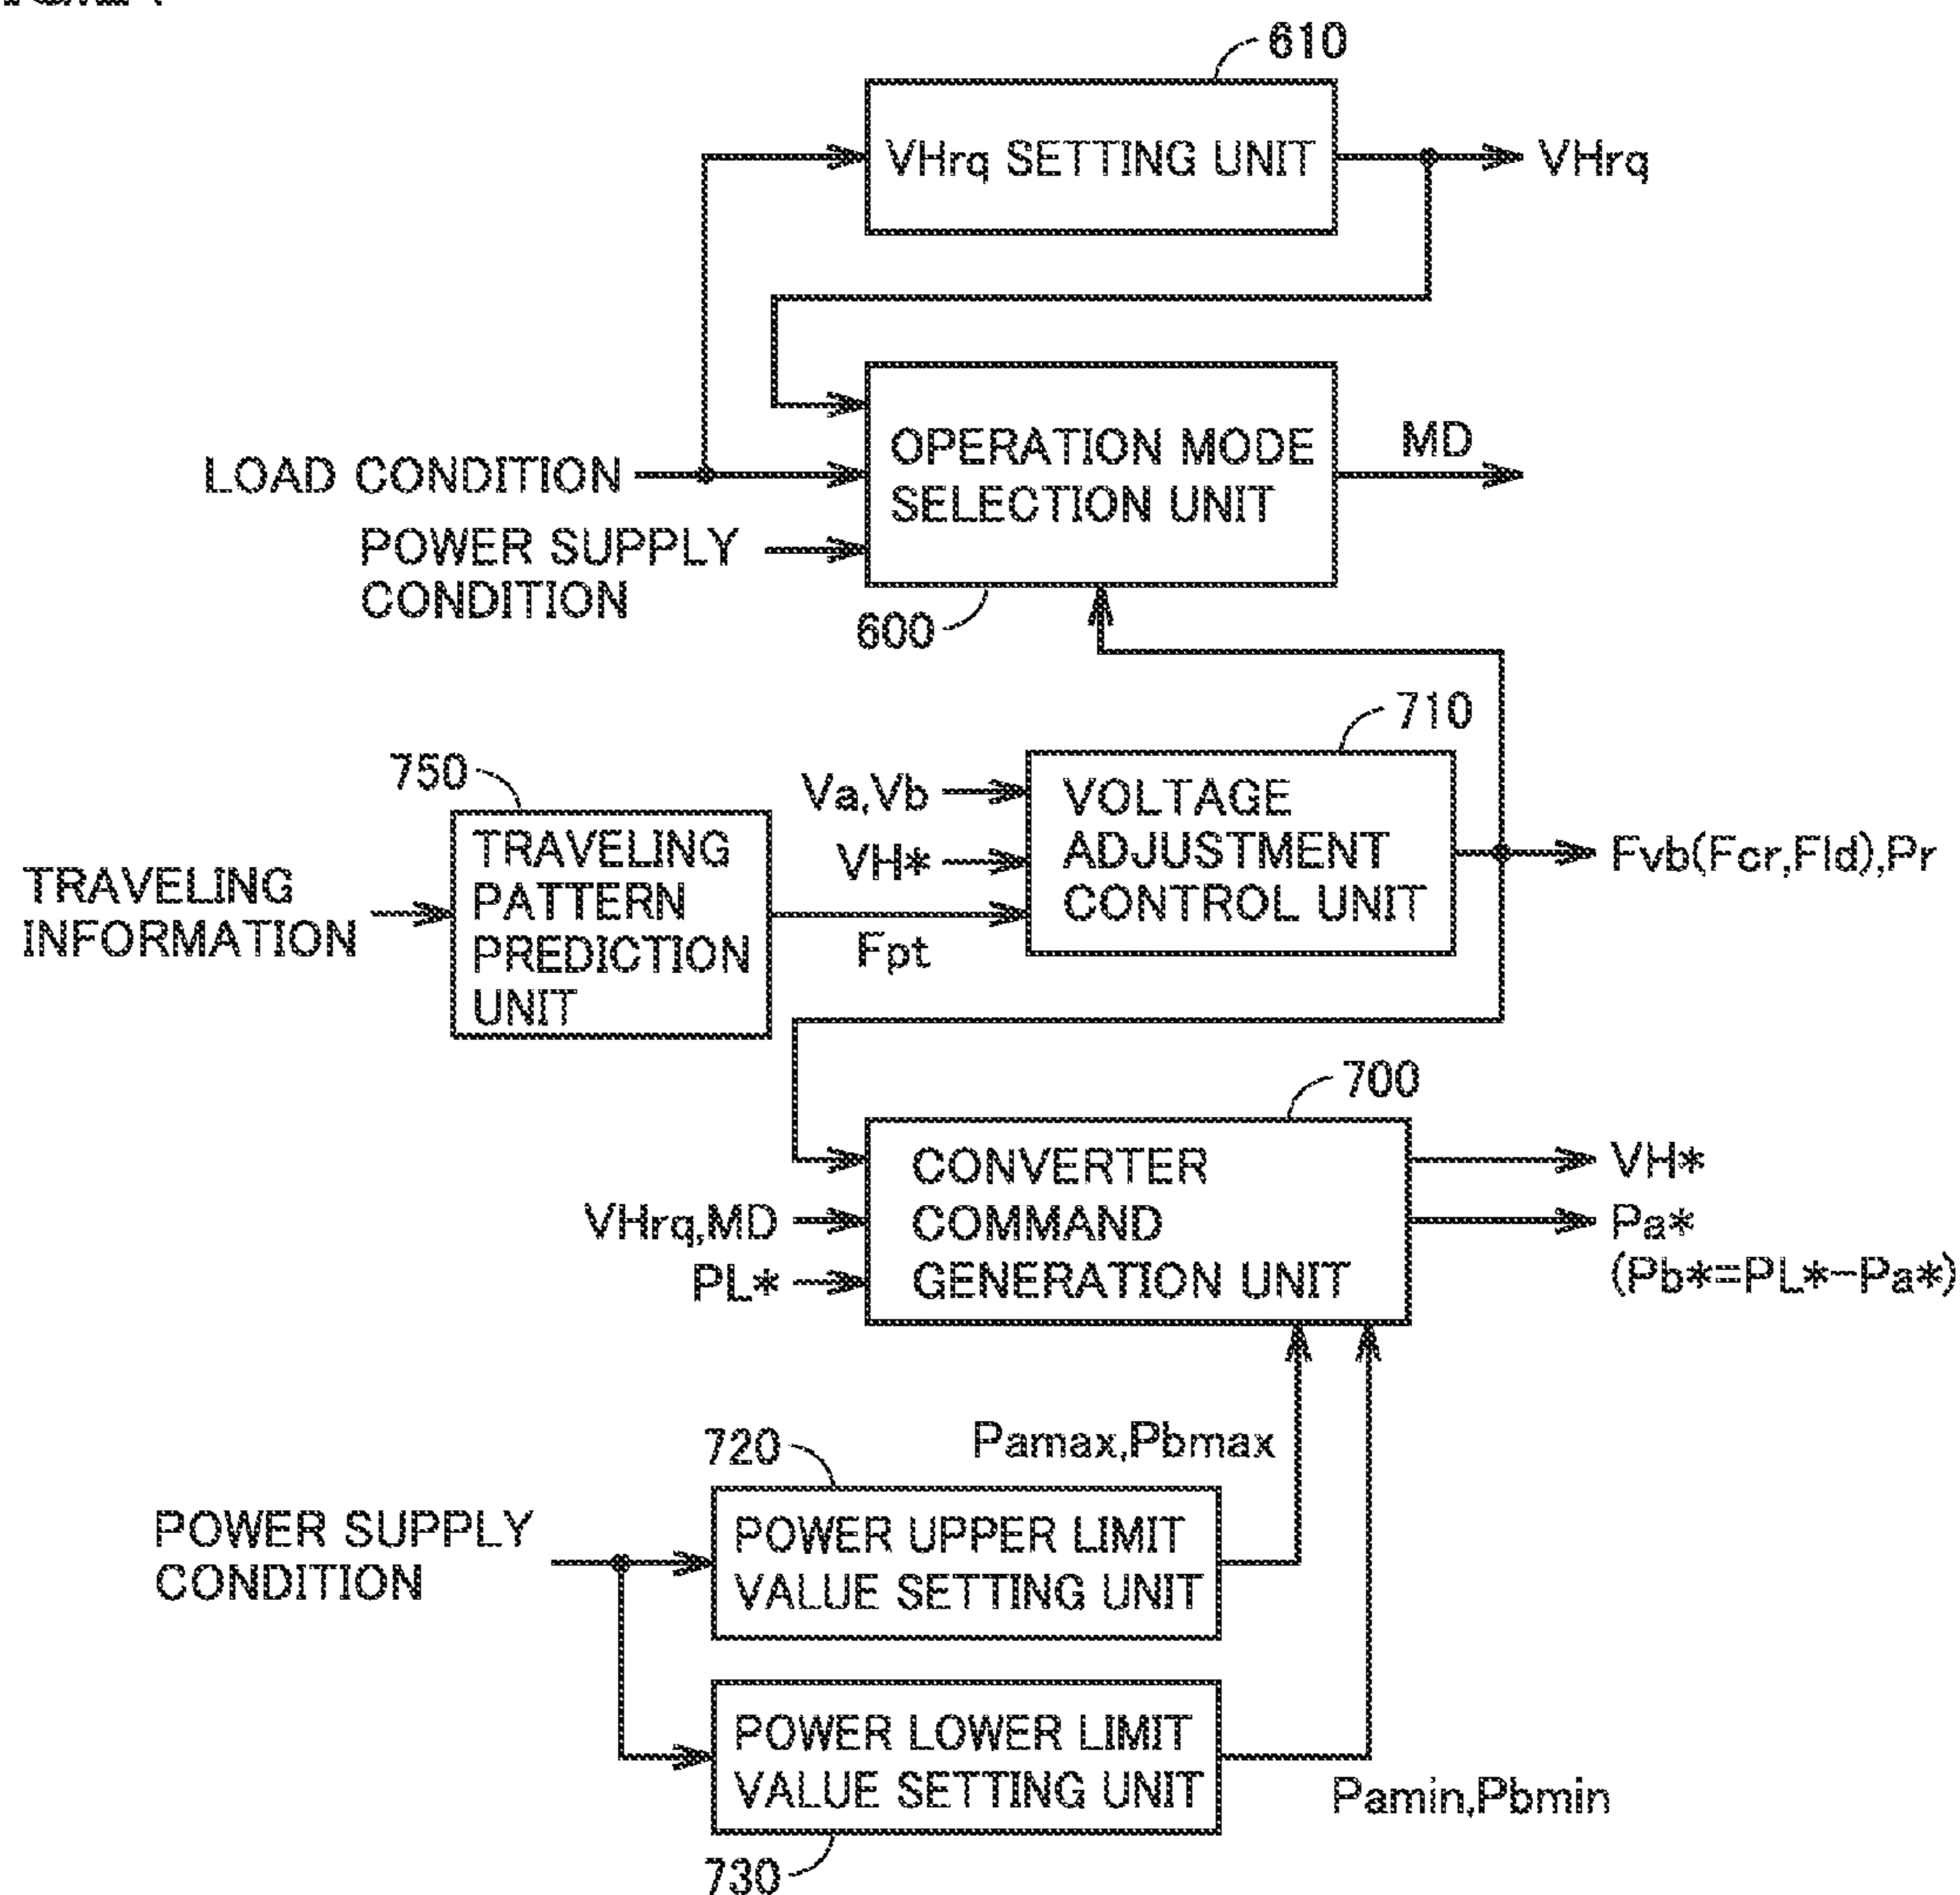 610
VHrq SETTING UNIT
VHrq
OPERATION MODE
SELECTION UNIT
MD
LOAD CONDITION
POWER SUPPLY
CONDITION
600
710
750
Va,Vb
VOLTAGE
ADJUSTMENT
CONTROL UNIT
VH*
TRAVELING
PATTERN
PREDICTION
UNIT
Fvb(Fcr,Fld),Pr
TRAVELING
INFORMATION
Fpt
700
CONVERTER
COMMAND
GENERATION UNIT
VH*
VHrq,MD
Pa*
PL*
(Pb*=PL*-Pa*)
Pamax,Pbmax
720
POWER SUPPLY
CONDITION
POWER UPPER LIMIT
VALUE SETTING UNIT
POWER LOWER LIMIT
VALUE SETTING UNIT
Pamin,Pbmin
730